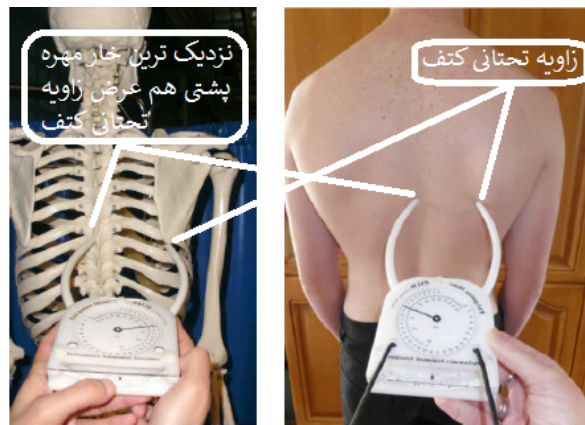 نزدیک ترین خار مهره
پشتی هم عرض زاویه
تحتانی کتف
زاویه تحتانی کتف